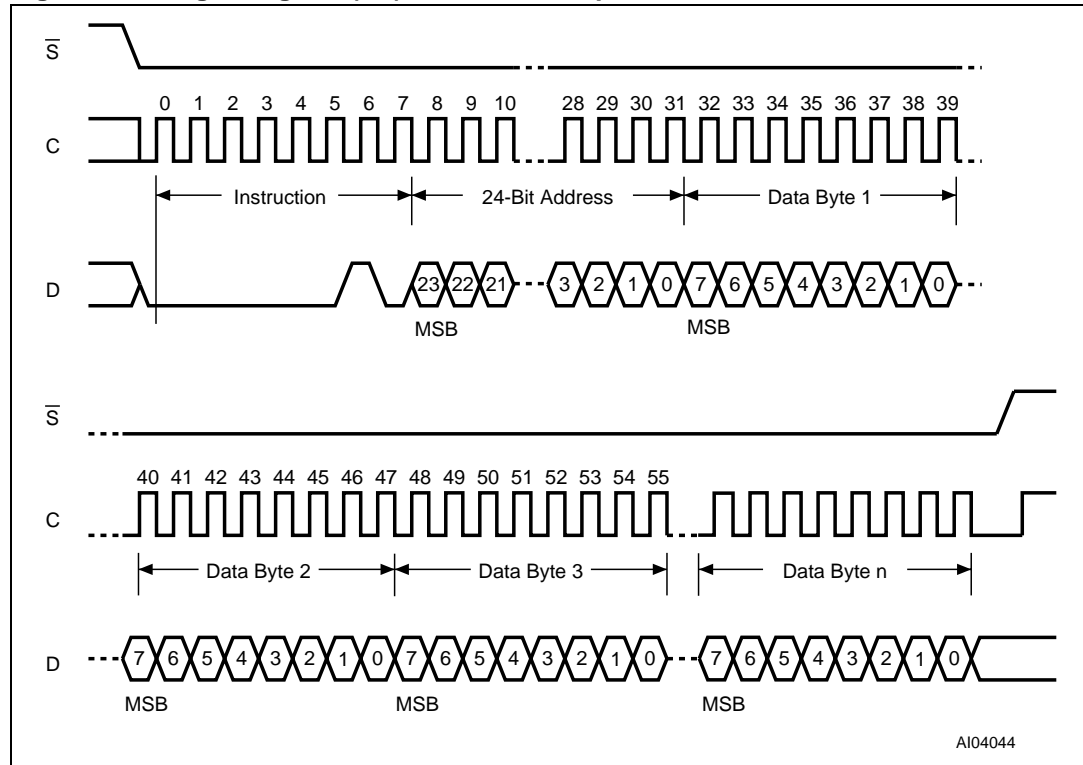 S
0 1 2 3 4 5 6 7 8 9 10 28 29 30 31 32 33 34 35 36 37 38 39
C
Instruction 24-Bit Address Data Byte 1
D 23 22 21 3 2 1 0 7 6 5 4 3 2 1 0
MSB MSB
S
40 41 42 43 44 45 46 47 48 49 50 51 52 53 54 55
C
Data Byte 2 Data Byte 3 Data Byte n
D 7 6 5 4 3 2 1 0 7 6 5 4 3 2 1 0 7 6 5 4 3 2 1 0
MSB MSB MSB
AI04044